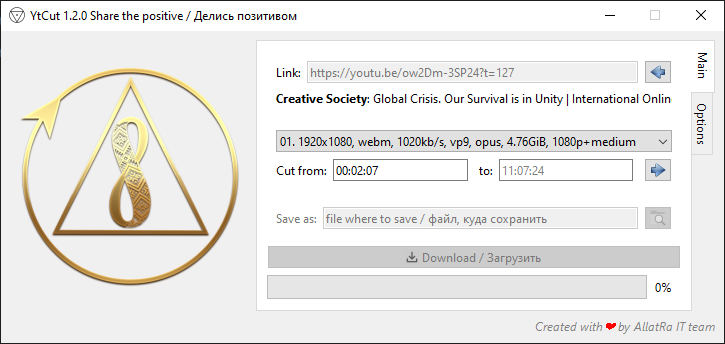 YtCut 1.2.0 Share the positive / Делись позитивом
Link: https://youtu.be/ow2Dm-3SP24?t=127
Creative Society: Global Crisis. Our Survival is in Unity | International Onlin
01. 1920x1080, webm, 1020kb/s, vp9, opus, 4.76GiB, 1080p+medium
Cut from: 00:02:07 to: 11:07:24
Save as: file where to save / файл, куда сохранить
Download / Загрузить
0%
Main
Options
Created with ❤ by AllatRa IT team